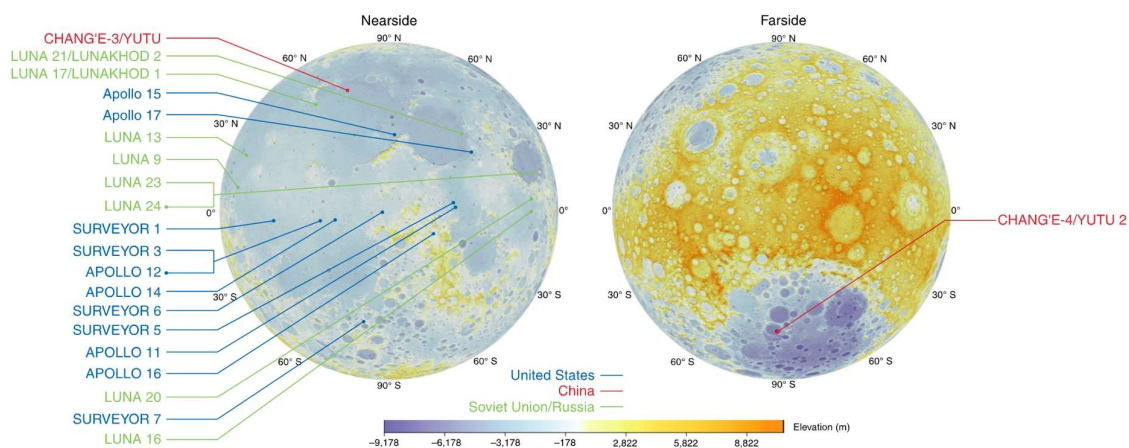 Nearside
Farside
CHANG'E-3/YUTU
LUNA 21/LUNAKHOD 2
LUNA 17/LUNAKHOD 1
Apollo 15
Apollo 17
LUNA 13
LUNA 9
LUNA 23
LUNA 24
SURVEYOR 1
SURVEYOR 3
APOLLO 12
APOLLO 14
SURVEYOR 6
SURVEYOR 5
APOLLO 11
APOLLO 16
LUNA 20
SURVEYOR 7
LUNA 16
90° N
60° N
60° N
30° N
30° N
0°
0°
30° S
30° S
60° S
60° S
90° S
90° N
60° N
60° N
30° N
30° N
0°
0°
30° S
30° S
60° S
60° S
90° S
CHANG'E-4/YUTU 2
United States
China
Soviet Union/Russia
Elevation (m)
−9,178 −6,178 −3,178 −178 2,822 5,822 8,822